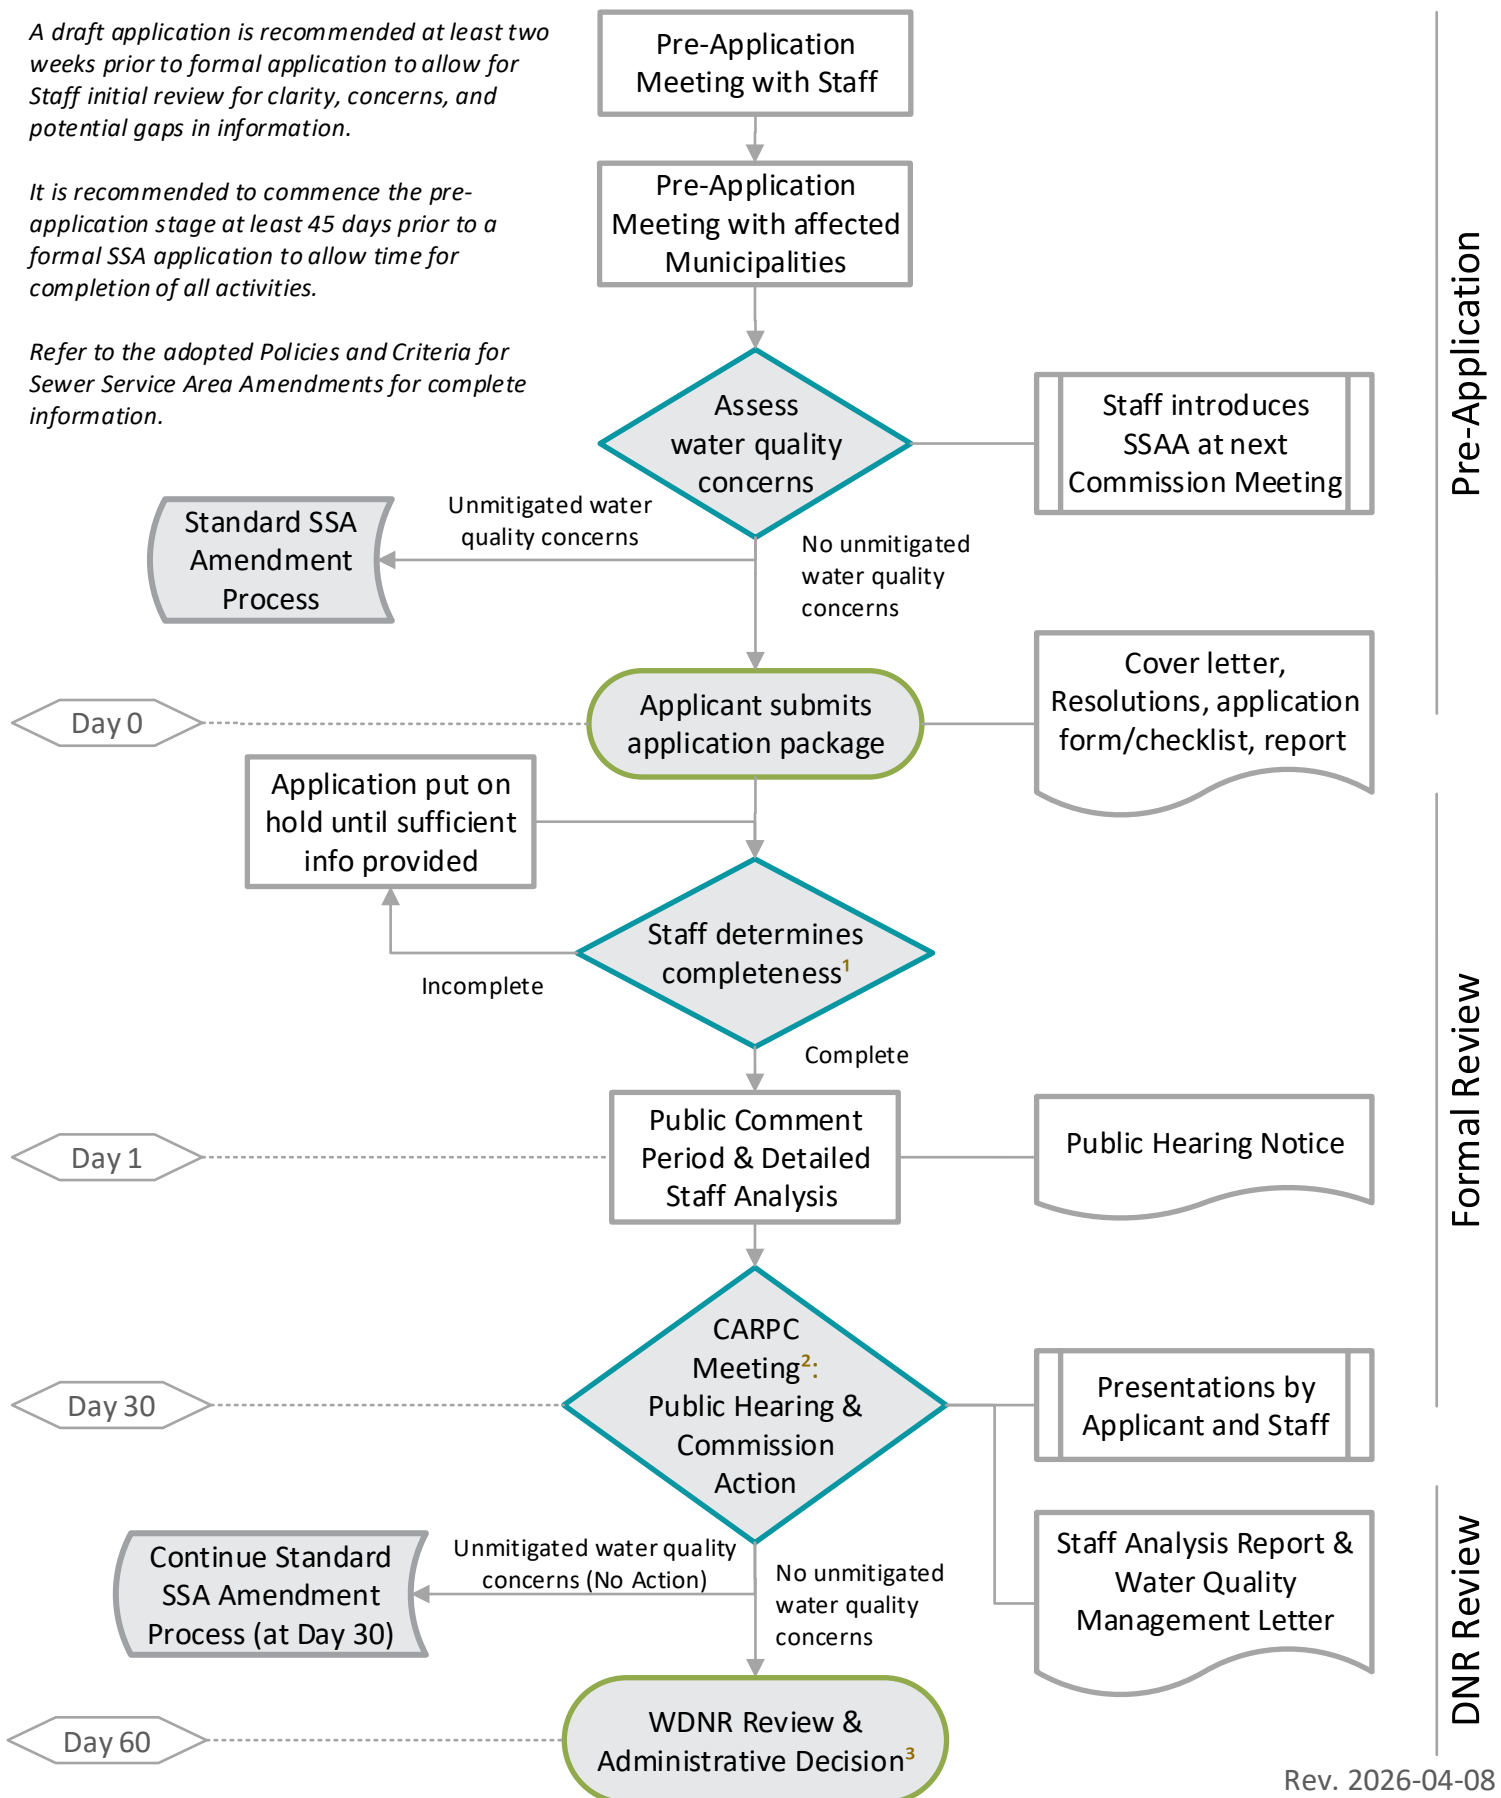 A draft application is recommended at least two
weeks prior to formal application to allow for
Staff initial review for clarity, concerns, and
potential gaps in information.
It is recommended to commence the pre-
application stage at least 45 days prior to a
formal SSA application to allow time for
completion of all activities.
Refer to the adopted Policies and Criteria for
Sewer Service Area Amendments for complete
information.
Pre-Application
Meeting with Staff
Pre-Application
Meeting with affected
Municipalities
Assess
water quality
concerns
Staff introduces
SSAA at next
Commission Meeting
Pre-Application
Unmitigated water
quality concerns
Standard SSA
Amendment
Process
No unmitigated
water quality
concerns
Day 0
Applicant submits
application package
Cover letter,
Resolutions, application
form/checklist, report
Application put on
hold until sufficient
info provided
Staff determines
completeness¹
Incomplete
Complete
Formal Review
Day 1
Public Comment
Period & Detailed
Staff Analysis
Public Hearing Notice
Day 30
CARPC
Meeting²:
Public Hearing &
Commission
Action
Presentations by
Applicant and Staff
Staff Analysis Report &
Water Quality
Management Letter
Unmitigated water quality
concerns (No Action)
Continue Standard
SSA Amendment
Process (at Day 30)
No unmitigated
water quality
concerns
DNR Review
Day 60
WDNR Review &
Administrative Decision³
Rev. 2026-04-08